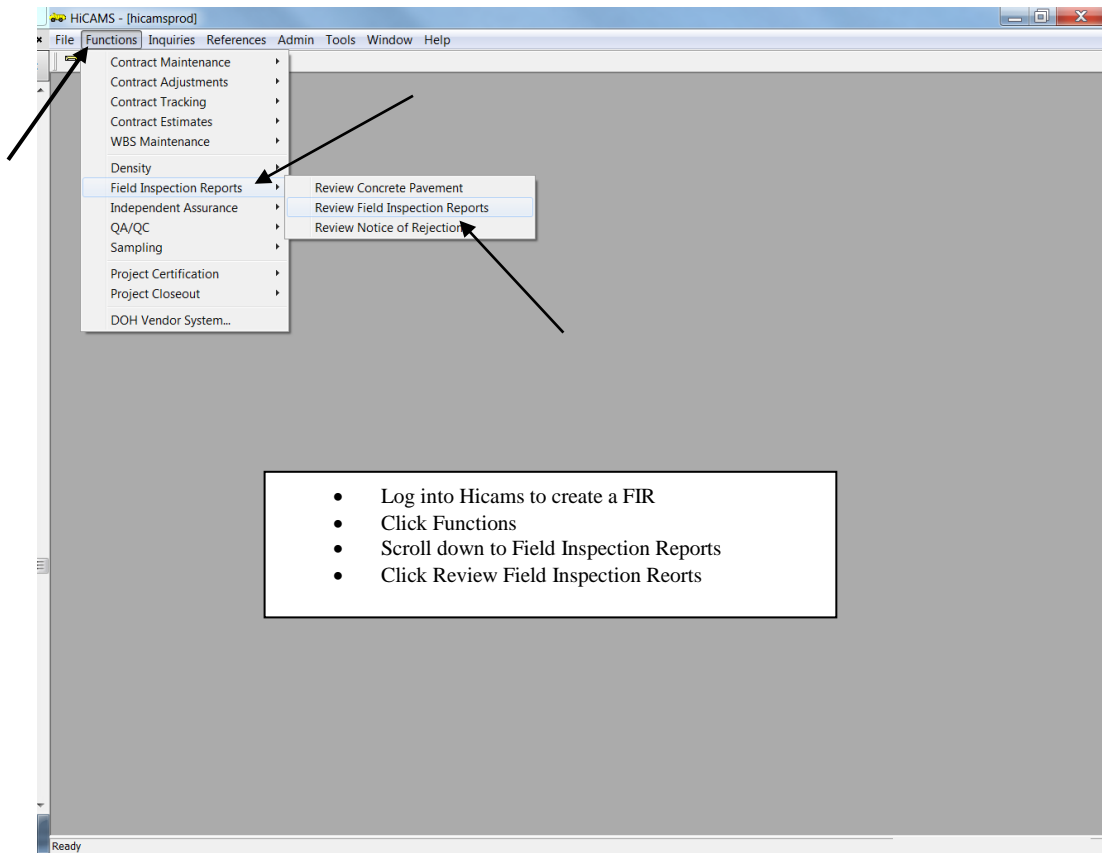 HiCAMS - [hicamsprod]
File Functions Inquiries References Admin Tools Window Help
Contract Maintenance
Contract Adjustments
Contract Tracking
Contract Estimates
WBS Maintenance
Density
Field Inspection Reports
Independent Assurance
QA/QC
Sampling
Project Certification
Project Closeout
DOH Vendor System...
Review Concrete Pavement
Review Field Inspection Reports
Review Notice of Rejection
• Log into Hicams to create a FIR
• Click Functions
• Scroll down to Field Inspection Reports
• Click Review Field Inspection Reorts
Ready